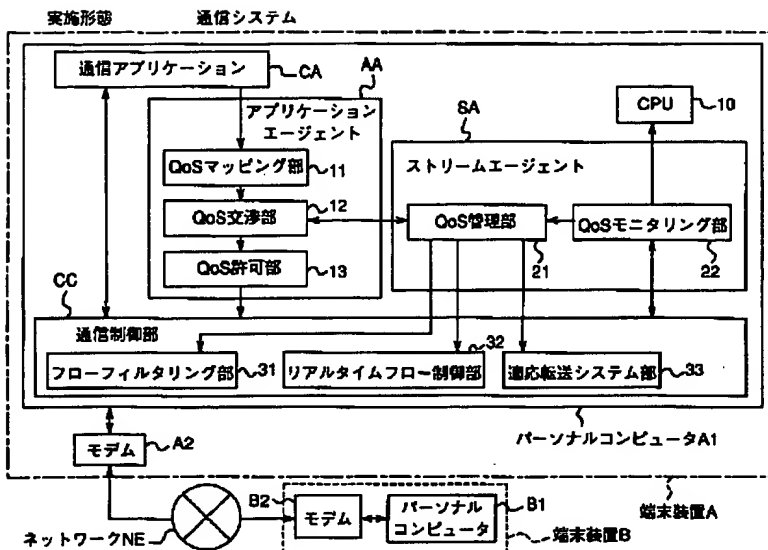 実施形態 通信システム
通信アプリケーション CA
AA
アプリケーション
エージェント
SA
CPU 10
QoSマッピング部 11
ストリームエージェント
QoS交渉部 12
QoS管理部 21
QoSモニタリング部 22
QoS許可部 13
CC
通信制御部
フローフィルタリング部 31
リアルタイムフロー制御部 32
適応転送システム部 33
モデム A2
パーソナルコンピュータA1
端末装置A
ネットワークNE
B2
モデム
パーソナル
コンピュータ
B1
端末装置B